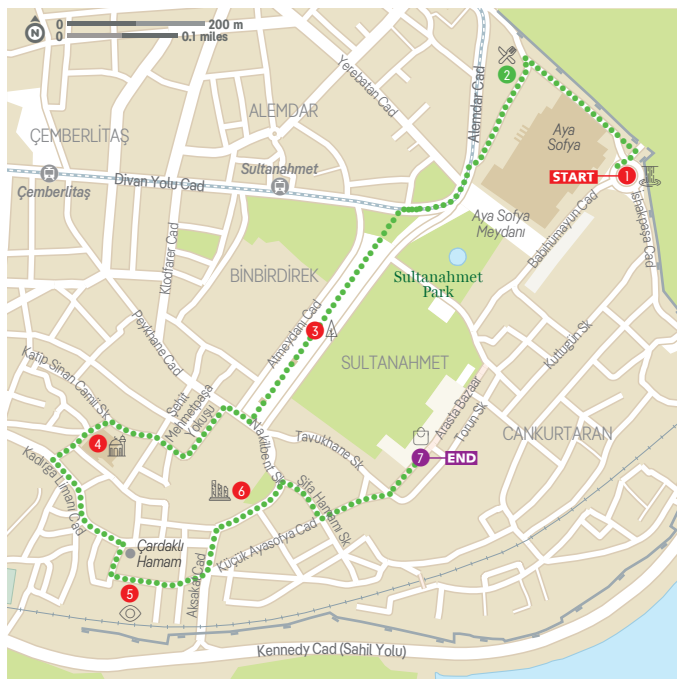 0 200 m
N
0 0.1 miles
Yerebatan Cad
2
Alemdar Cad
ALEMDAR
Aya
Sofya
ÇEMBERLİTAŞ
START 1
Sultanahmet
Çemberlitaş
Divan Yolu Cad
İshakpaşa Cad
Aya Sofya
Meydanı
Babıhümayun Cad
Klodfarer Cad
BINBIRDIREK
Sultanahmet
Park
Peykhane Cad
Atmeydanı Cad
3
Kutlugün Sk
Katip Sinan Camii Sk
SULTANAHMET
Şehit
Mehmetpaşa
Yokuşu
Arasta Bazaar
Torun Sk
CANKURTARAN
4
Nakilbent Sk
Tavukhane Sk
7 END
Kadırga Limanı Cad
6
Şifa Hamamı Sk
Çardaklı
Hamam
Küçük Ayasofya Cad
Aksakal Cad
5
Kennedy Cad (Sahil Yolu)